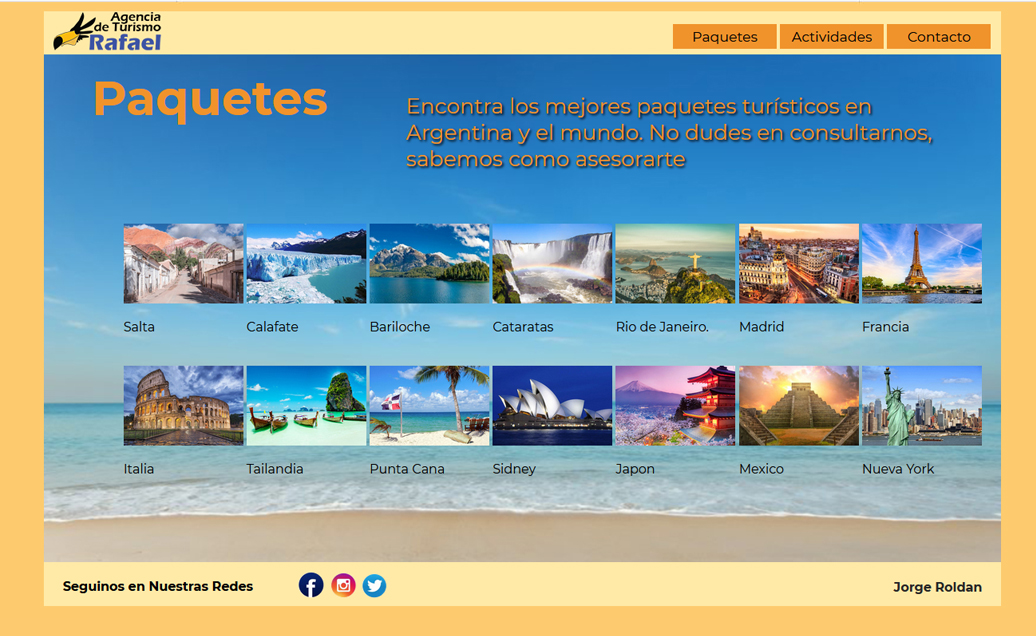 Agencia
de Turismo
Rafael
Paquetes
Actividades
Contacto
Paquetes
Encontra los mejores paquetes turísticos en
Argentina y el mundo. No dudes en consultarnos,
sabemos como asesorarte
Salta
Calafate
Bariloche
Cataratas
Rio de Janeiro.
Madrid
Francia
Italia
Tailandia
Punta Cana
Sidney
Japon
Mexico
Nueva York
Seguinos en Nuestras Redes
Jorge Roldan